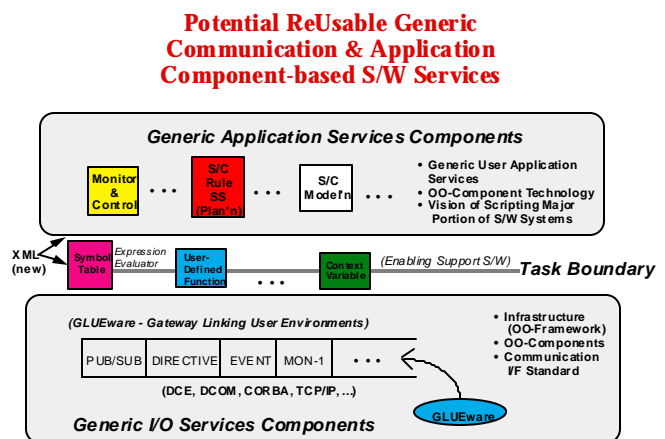 Potential ReUsable Generic
Communication & Application
Component-based S/W Services
Generic Application Services Components
Monitor
&
Control
• • •
S/C
Rule
SS
(Plan'n)
• • •
S/C
Model'n
• • •
• Generic User Application
Services
• OO-Component Technology
• Vision of Scripting Major
Portion of S/W Systems
XML
(new)
Symbol
Table
Expression
Evaluator
User-
Defined
Function
• • •
Context
Variable
(Enabling Support S/W)
Task Boundary
(GLUEware - Gateway Linking User Environments)
PUB/SUB
DIRECTIVE
EVENT
MON-1
• • •
(DCE, DCOM, CORBA, TCP/IP, ...)
• Infrastructure
(OO-Framework)
• OO-Components
• Communication
I/F Standard
GLUEware
Generic I/O Services Components